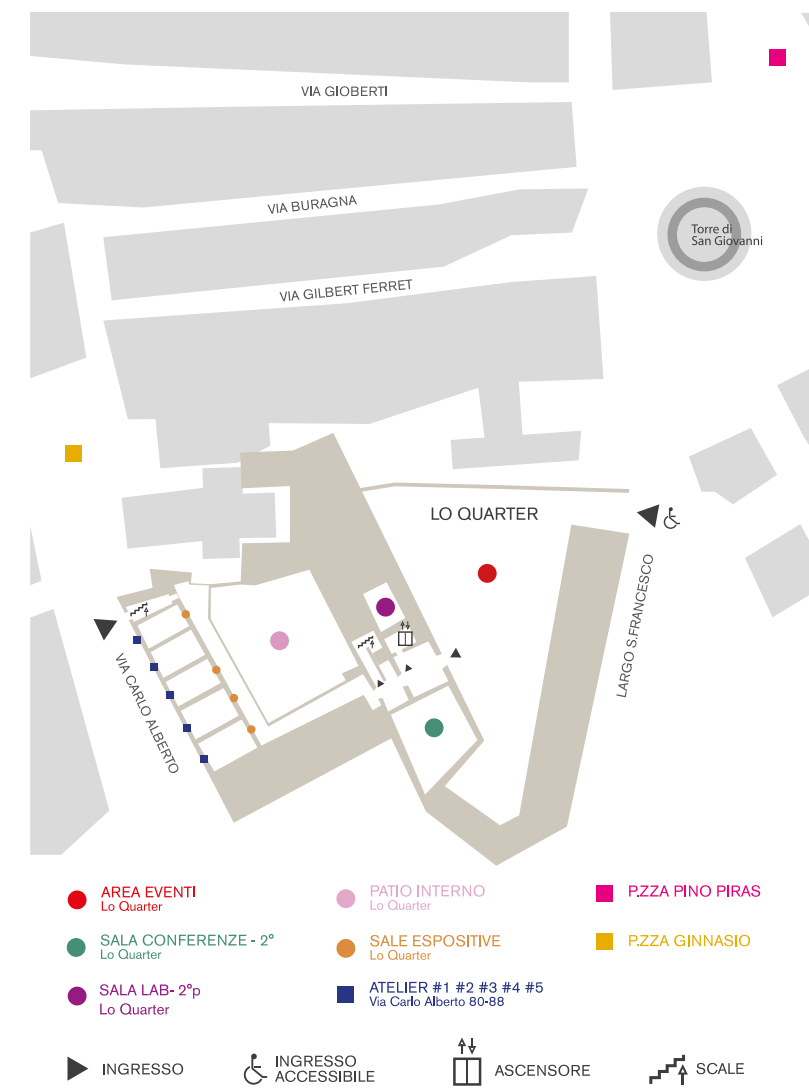 VIA GIOBERTI
VIA BURAGNA
Torre di
San Giovanni
VIA GILBERT FERRET
LO QUARTER
LARGO S.FRANCESCO
VIA CARLO ALBERTO
AREA EVENTI
Lo Quarter
PATIO INTERNO
Lo Quarter
P.ZZA PINO PIRAS
SALA CONFERENZE - 2°
Lo Quarter
SALE ESPOSITIVE
Lo Quarter
P.ZZA GINNASIO
SALA LAB- 2°p
Lo Quarter
ATELIER #1 #2 #3 #4 #5
Via Carlo Alberto 80-88
INGRESSO
INGRESSO
ACCESSIBILE
ASCENSORE
SCALE